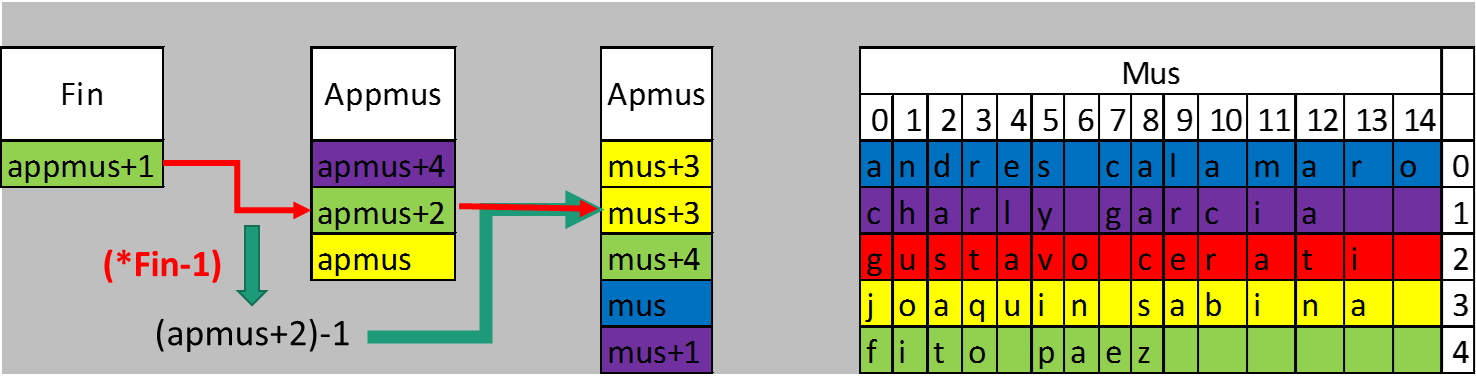 Fin Appmus Apmus Mus
0 1 2 3 4 5 6 7 8 9 10 11 12 13 14
appmus+1 apmus+4 mus+3 a n d r e s c a l a m a r o 0
apmus+2 mus+3 c h a r l y g a r c i a 1
(*Fin-1) apmus mus+4 g u s t a v o c e r a t i 2
mus j o a q u i n s a b i n a 3
(apmus+2)-1 mus+1 f i t o p a e z 4